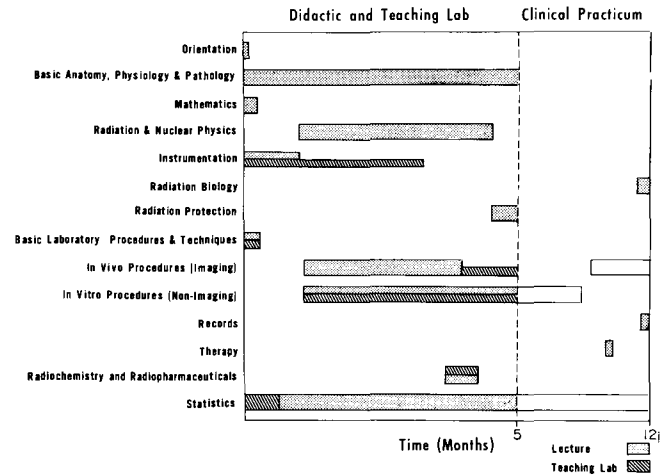 Didactic and Teaching Lab
Clinical Practicum
Orientation
Basic Anatomy, Physiology & Pathology
Mathematics
Radiation & Nuclear Physics
Instrumentation
Radiation Biology
Radiation Protection
Basic Laboratory Procedures & Techniques
In Vivo Procedures (Imaging)
In Vitro Procedures (Non-Imaging)
Records
Therapy
Radiochemistry and Radiopharmaceuticals
Statistics
5
12
Time (Months)
Lecture
Teaching Lab